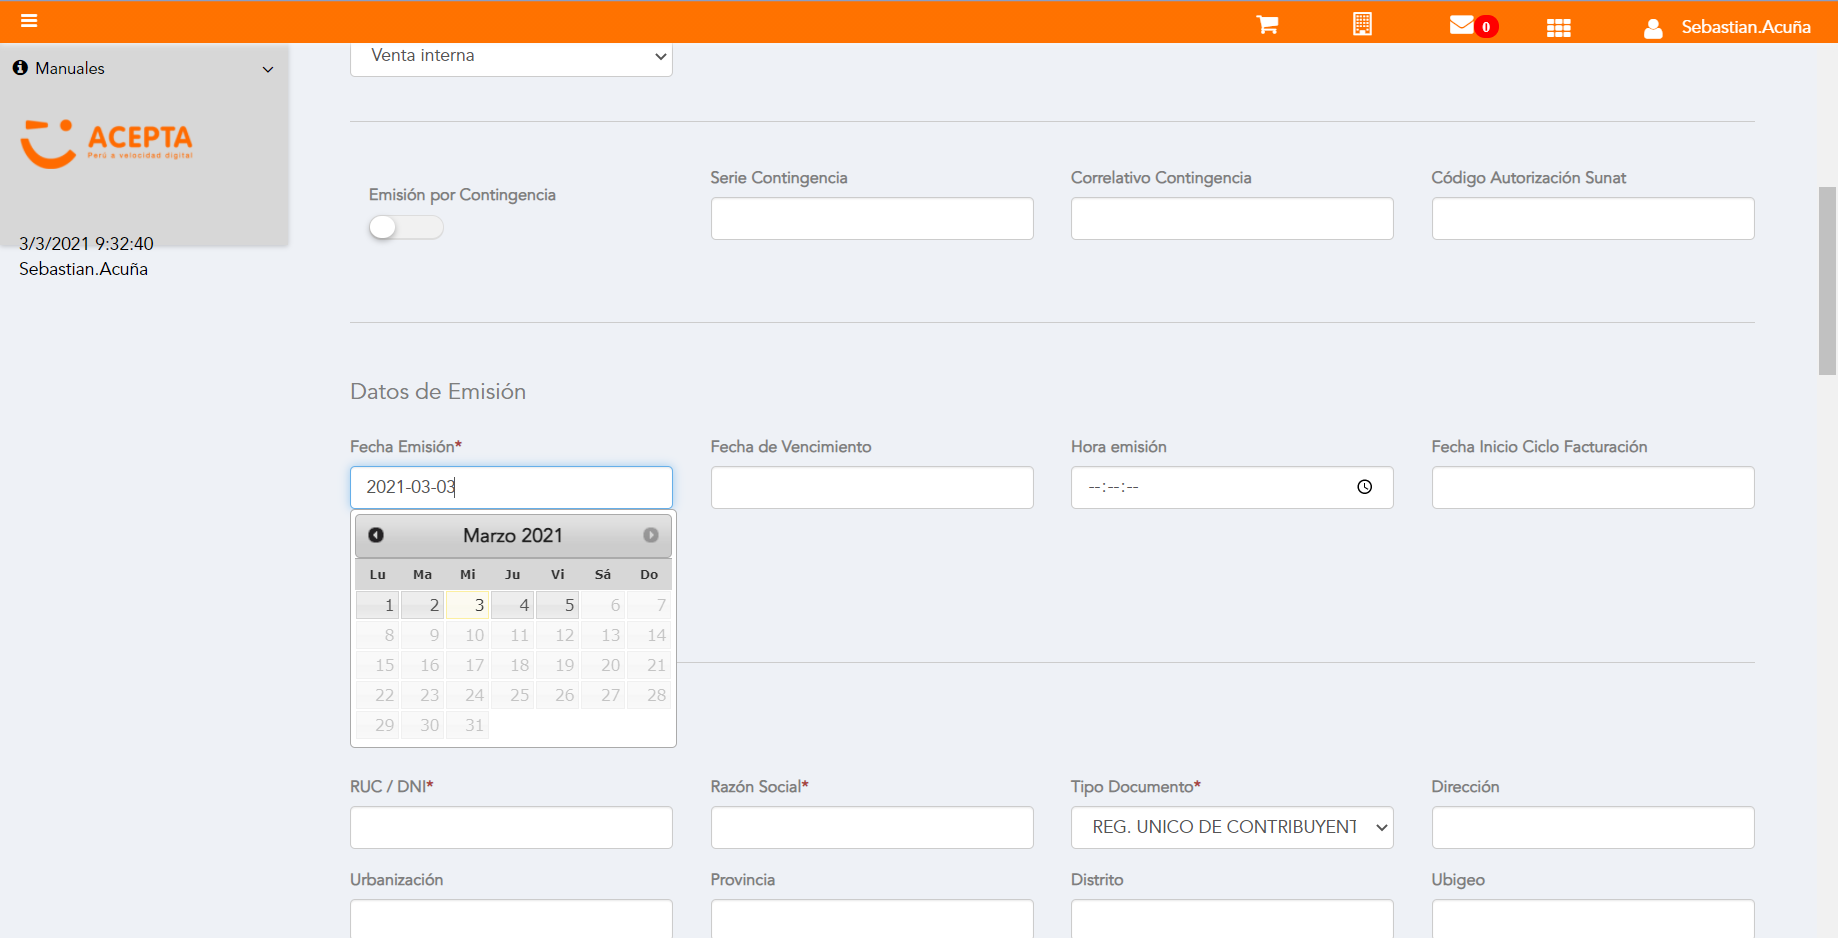 0
Sebastian.Acuña
Manuales
ACEPTA
Perú a velocidad digital
3/3/2021 9:32:40
Sebastian.Acuña
Venta interna
Emisión por Contingencia
Serie Contingencia
Correlativo Contingencia
Código Autorización Sunat
Datos de Emisión
Fecha Emisión*
Fecha de Vencimiento
Hora emisión
Fecha Inicio Ciclo Facturación
2021-03-03
--:--:--
Marzo 2021
Lu Ma Mi Ju Vi Sá Do
1 2 3 4 5 6 7
8 9 10 11 12 13 14
15 16 17 18 19 20 21
22 23 24 25 26 27 28
29 30 31
RUC / DNI*
Razón Social*
Tipo Documento*
Dirección
REG. UNICO DE CONTRIBUYENT
Urbanización
Provincia
Distrito
Ubigeo